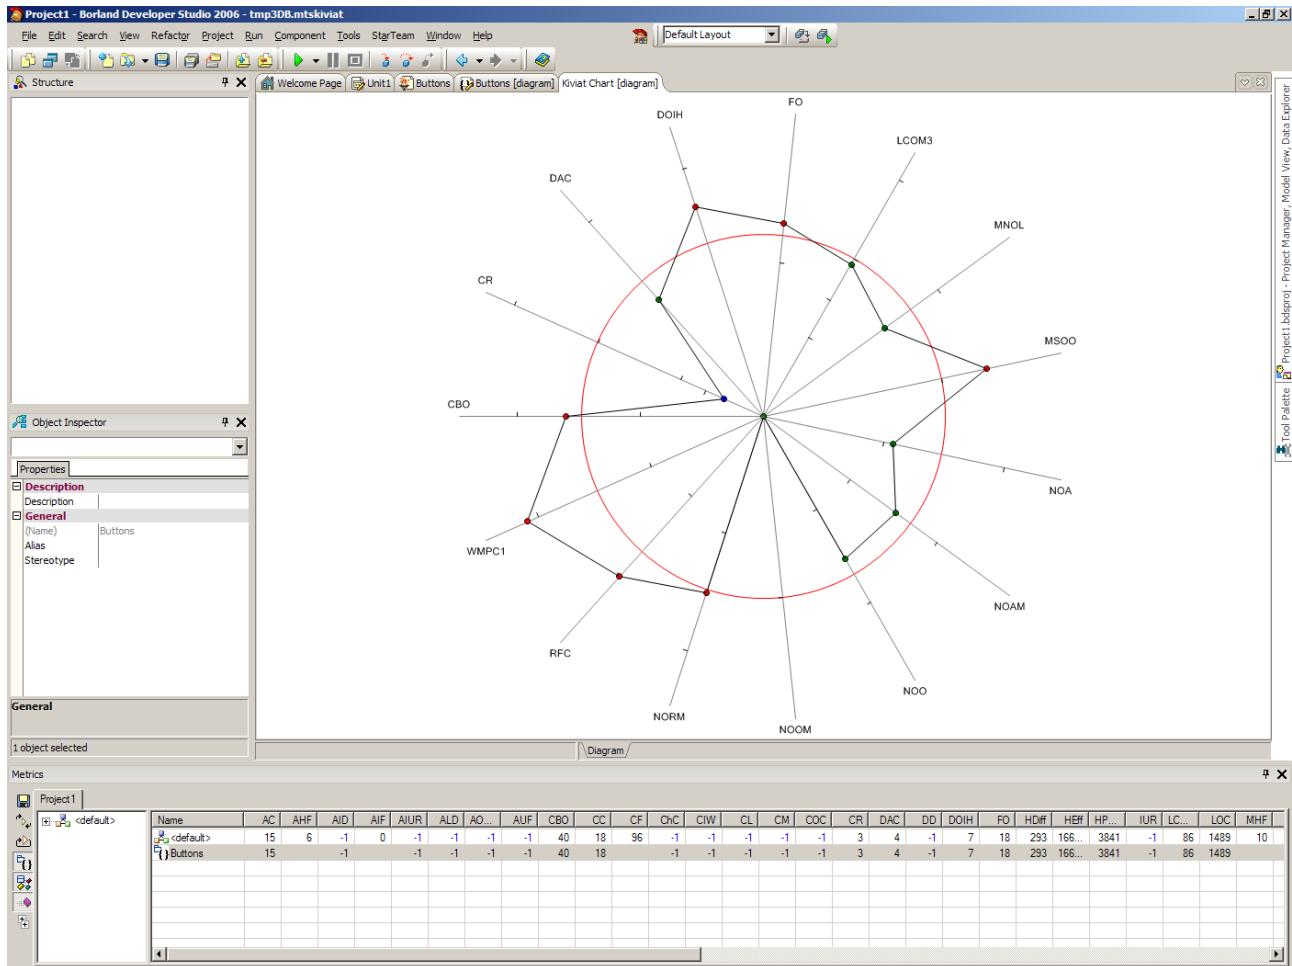 Project1 - Borland Developer Studio 2006 - tmp3DB.mtskiviat
File Edit Search View Refactor Project Run Component Tools StarTeam Window Help
Default Layout
Structure
Welcome Page Unit1 Buttons Buttons [diagram] Kiviat Chart [diagram]
FO
DOIH
LCOM3
DAC
MNOL
CR
MSOO
CBO
NOA
WMPC1
NOAM
RFC
NOO
NORM
NOOM
Project1.bdsproj - Project Manager, Model View, Data Explorer
Tool Palette
Object Inspector
Properties
Description
Description
General
(Name) Buttons
Alias
Stereotype
General
1 object selected
Diagram
Metrics
Project1
<default>
Name AC AHF AID AIF AIUR ALD AO... AUF CBO CC CF ChC CIW CL CM COC CR DAC DD DOIH FO HDiff HEff HP... IUR LC... LOC MHF
<default> 15 6 -1 0 -1 -1 -1 -1 40 18 96 -1 -1 -1 -1 -1 3 4 -1 7 18 293 166... 3841 -1 86 1489 10
Buttons 15 -1 -1 -1 -1 -1 40 18 -1 -1 -1 -1 -1 3 4 -1 7 18 293 166... 3841 -1 86 1489